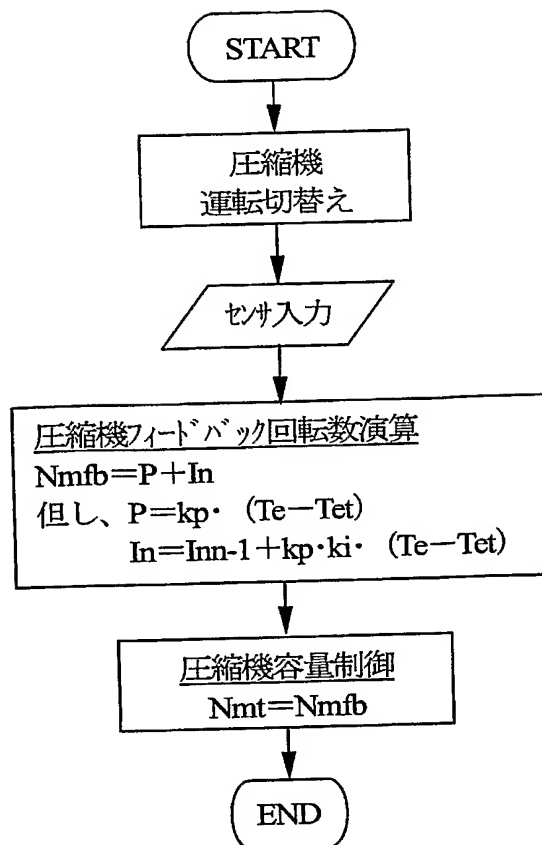 START
圧縮機
運転切替え
センサ入力
圧縮機フィードバック回転数演算
Nmfb=P+In
但し、P=kp・(Te-Tet)
In=Inn-1+kp・ki・(Te-Tet)
圧縮機容量制御
Nmt=Nmfb
END